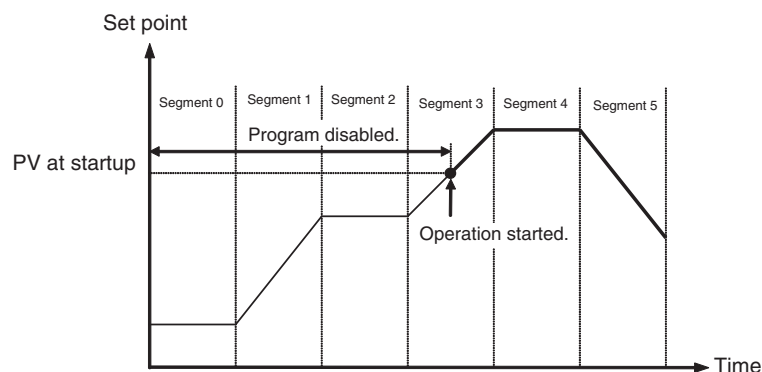 Set point
Segment 0
Segment 1
Segment 2
Segment 3
Segment 4
Segment 5
Program disabled.
PV at startup
Operation started.
Time